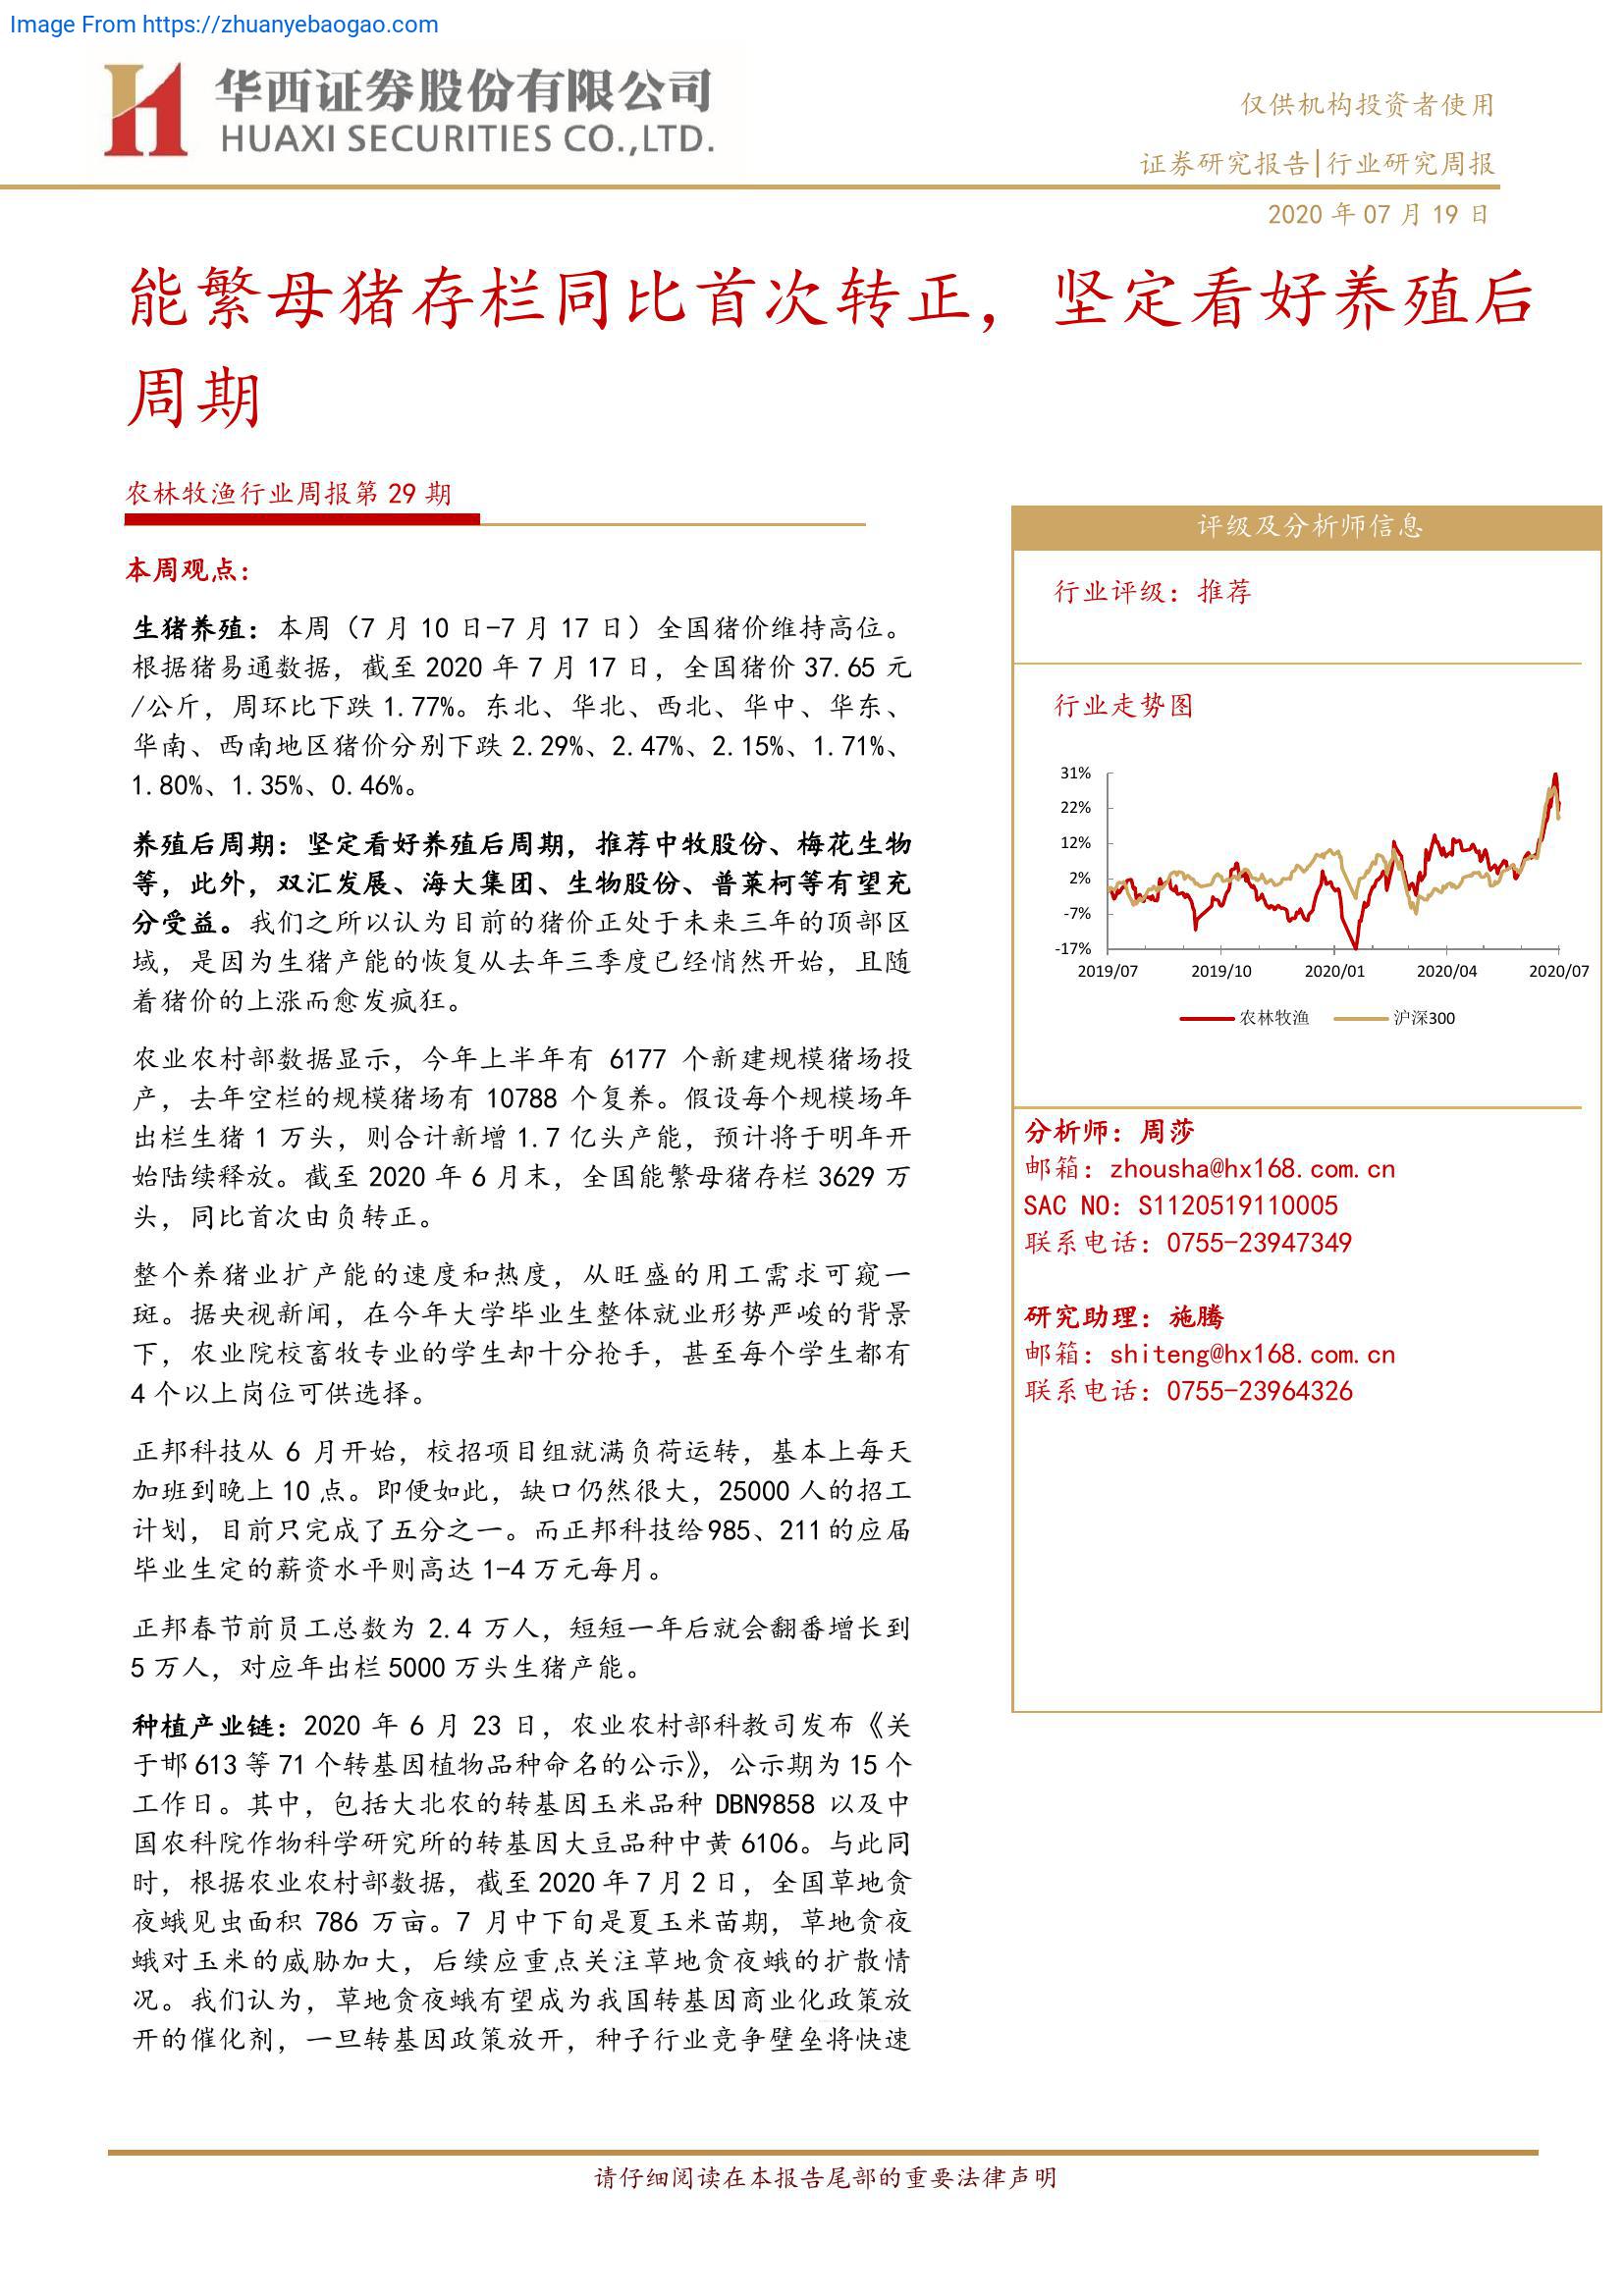 Image From https://zhuanyebaogao.com
华西证券股份有限公司
HUAXI SECURITIES CO.,LTD.
仅供机构投资者使用
证券研究报告|行业研究周报
2020 年 07 月 19 日
能繁母猪存栏同比首次转正，坚定看好养殖后
周期
农林牧渔行业周报第 29 期
本周观点：
生猪养殖：本周（7 月 10 日-7 月 17 日）全国猪价维持高位。
根据猪易通数据，截至 2020 年 7 月 17 日，全国猪价 37.65 元
/公斤，周环比下跌 1.77%。东北、华北、西北、华中、华东、
华南、西南地区猪价分别下跌 2.29%、2.47%、2.15%、1.71%、
1.80%、1.35%、0.46%。
养殖后周期：坚定看好养殖后周期，推荐中牧股份、梅花生物
等，此外，双汇发展、海大集团、生物股份、普莱柯等有望充
分受益。我们之所以认为目前的猪价正处于未来三年的顶部区
域，是因为生猪产能的恢复从去年三季度已经悄然开始，且随
着猪价的上涨而愈发疯狂。
农业农村部数据显示，今年上半年有 6177 个新建规模猪场投
产，去年空栏的规模猪场有 10788 个复养。假设每个规模场年
出栏生猪 1 万头，则合计新增 1.7 亿头产能，预计将于明年开
始陆续释放。截至 2020 年 6 月末，全国能繁母猪存栏 3629 万
头，同比首次由负转正。
整个养猪业扩产能的速度和热度，从旺盛的用工需求可窥一
斑。据央视新闻，在今年大学毕业生整体就业形势严峻的背景
下，农业院校畜牧专业的学生却十分抢手，甚至每个学生都有
4 个以上岗位可供选择。
正邦科技从 6 月开始，校招项目组就满负荷运转，基本上每天
加班到晚上 10 点。即便如此，缺口仍然很大，25000 人的招工
计划，目前只完成了五分之一。而正邦科技给 985、211 的应届
毕业生定的薪资水平则高达 1-4 万元每月。
正邦春节前员工总数为 2.4 万人，短短一年后就会翻番增长到
5 万人，对应年出栏 5000 万头生猪产能。
种植产业链：2020 年 6 月 23 日，农业农村部科教司发布《关
于邯 613 等 71 个转基因植物品种命名的公示》，公示期为 15 个
工作日。其中，包括大北农的转基因玉米品种 DBN9858 以及中
国农科院作物科学研究所的转基因大豆品种中黄 6106。与此同
时，根据农业农村部数据，截至 2020 年 7 月 2 日，全国草地贪
夜蛾见虫面积 786 万亩。7 月中下旬是夏玉米苗期，草地贪夜
蛾对玉米的威胁加大，后续应重点关注草地贪夜蛾的扩散情
况。我们认为，草地贪夜蛾有望成为我国转基因商业化政策放
开的催化剂，一旦转基因政策放开，种子行业竞争壁垒将快速
评级及分析师信息
行业评级：推荐
行业走势图
31%
22%
12%
2%
-7%
-17%
2019/07 2019/10 2020/01 2020/04 2020/07
农林牧渔 沪深300
分析师：周莎
邮箱：zhousha@hx168.com.cn
SAC NO：S1120519110005
联系电话：0755-23947349
研究助理：施腾
邮箱：shiteng@hx168.com.cn
联系电话：0755-23964326
请仔细阅读在本报告尾部的重要法律声明